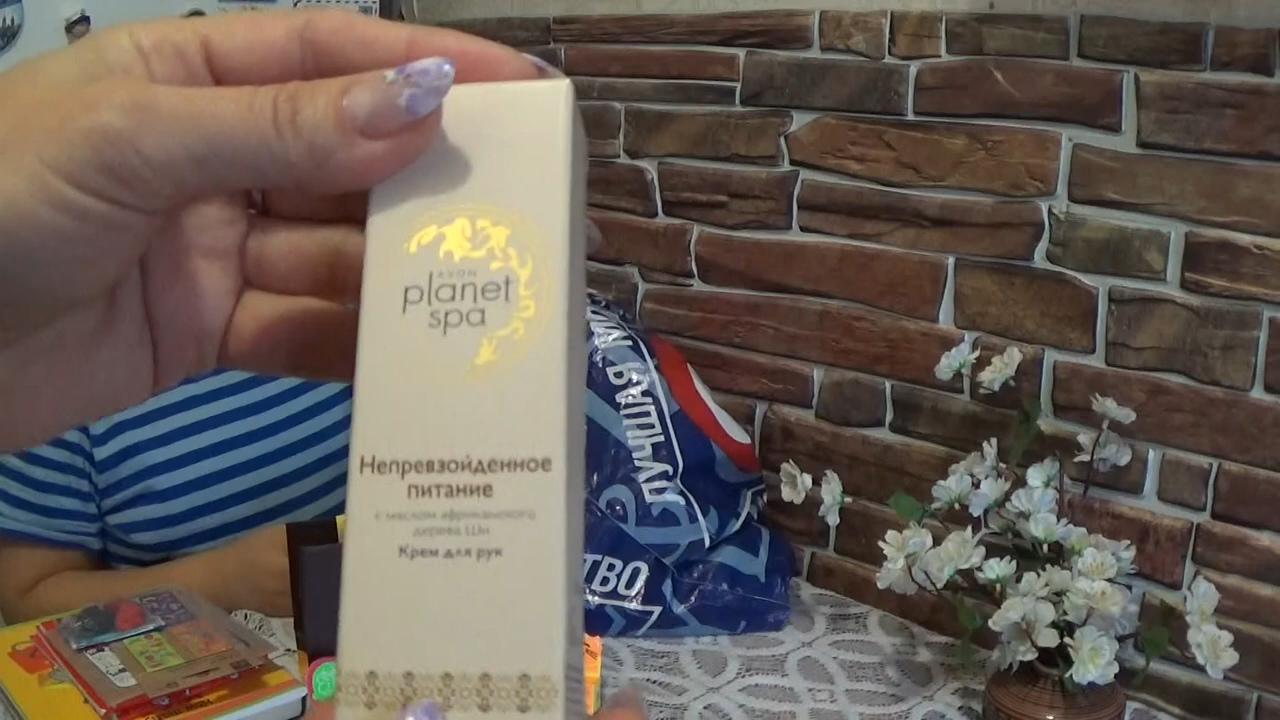 AVON
planet
spa
Непревзойденное
питание
с маслом африканского
дерева Ши
Крем для рук
ЛУЧШАЯ
ТВО